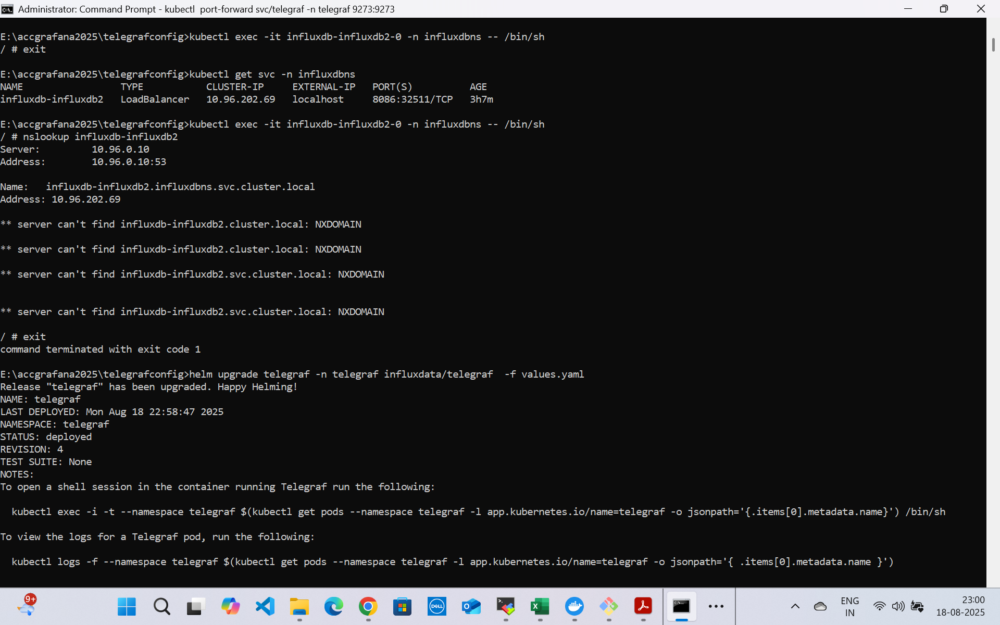 Administrator: Command Prompt - kubectl  port-forward svc/telegraf -n telegraf 9273:9273
E:\accgrafana2025\telegrafconfig>kubectl exec -it influxdb-influxdb2-0 -n influxdbns -- /bin/sh
/ # exit
E:\accgrafana2025\telegrafconfig>kubectl get svc -n influxdbns
NAME                 TYPE           CLUSTER-IP     EXTERNAL-IP   PORT(S)          AGE
influxdb-influxdb2   LoadBalancer   10.96.202.69   localhost     8086:32511/TCP   3h7m
E:\accgrafana2025\telegrafconfig>kubectl exec -it influxdb-influxdb2-0 -n influxdbns -- /bin/sh
/ # nslookup influxdb-influxdb2
Server:         10.96.0.10
Address:        10.96.0.10:53
Name:   influxdb-influxdb2.influxdbns.svc.cluster.local
Address: 10.96.202.69
** server can't find influxdb-influxdb2.cluster.local: NXDOMAIN
** server can't find influxdb-influxdb2.cluster.local: NXDOMAIN
** server can't find influxdb-influxdb2.svc.cluster.local: NXDOMAIN
** server can't find influxdb-influxdb2.svc.cluster.local: NXDOMAIN
/ # exit
command terminated with exit code 1
E:\accgrafana2025\telegrafconfig>helm upgrade telegraf -n telegraf influxdata/telegraf  -f values.yaml
Release "telegraf" has been upgraded. Happy Helming!
NAME: telegraf
LAST DEPLOYED: Mon Aug 18 22:58:47 2025
NAMESPACE: telegraf
STATUS: deployed
REVISION: 4
TEST SUITE: None
NOTES:
To open a shell session in the container running Telegraf run the following:
  kubectl exec -i -t --namespace telegraf $(kubectl get pods --namespace telegraf -l app.kubernetes.io/name=telegraf -o jsonpath='{.items[0].metadata.name}') /bin/sh
To view the logs for a Telegraf pod, run the following:
  kubectl logs -f --namespace telegraf $(kubectl get pods --namespace telegraf -l app.kubernetes.io/name=telegraf -o jsonpath='{ .items[0].metadata.name }')
9+
DELL
ENG
IN
23:00
18-08-2025